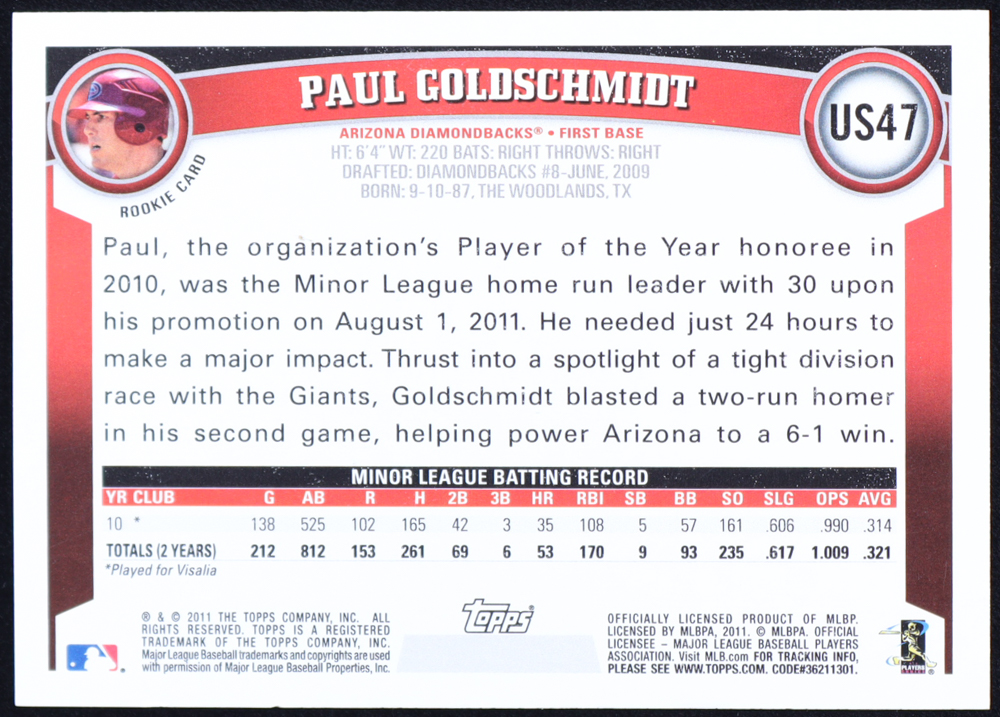 PAUL GOLDSCHMIDT
US47
ROOKIE CARD
ARIZONA DIAMONDBACKS® • FIRST BASE
HT: 6'4" WT: 220 BATS: RIGHT THROWS: RIGHT
DRAFTED: DIAMONDBACKS #8-JUNE, 2009
BORN: 9-10-87, THE WOODLANDS, TX
Paul, the organization's Player of the Year honoree in
2010, was the Minor League home run leader with 30 upon
his promotion on August 1, 2011. He needed just 24 hours to
make a major impact. Thrust into a spotlight of a tight division
race with the Giants, Goldschmidt blasted a two-run homer
in his second game, helping power Arizona to a 6-1 win.
MINOR LEAGUE BATTING RECORD
YR CLUB G AB R H 2B 3B HR RBI SB BB SO SLG OPS AVG
10 * 138 525 102 165 42 3 35 108 5 57 161 .606 .990 .314
TOTALS (2 YEARS) 212 812 153 261 69 6 53 170 9 93 235 .617 1.009 .321
*Played for Visalia
® & © 2011 THE TOPPS COMPANY, INC. ALL
RIGHTS RESERVED. TOPPS IS A REGISTERED
TRADEMARK OF THE TOPPS COMPANY, INC.
Major League Baseball trademarks and copyrights are used
with permission of Major League Baseball Properties, Inc.
topps®
OFFICIALLY LICENSED PRODUCT OF MLBP.
LICENSED BY MLBPA, 2011. © MLBPA. OFFICIAL
LICENSEE – MAJOR LEAGUE BASEBALL PLAYERS
ASSOCIATION. Visit MLB.com FOR TRACKING INFO,
PLEASE SEE WWW.TOPPS.COM. CODE#36211301.
PLAYERS